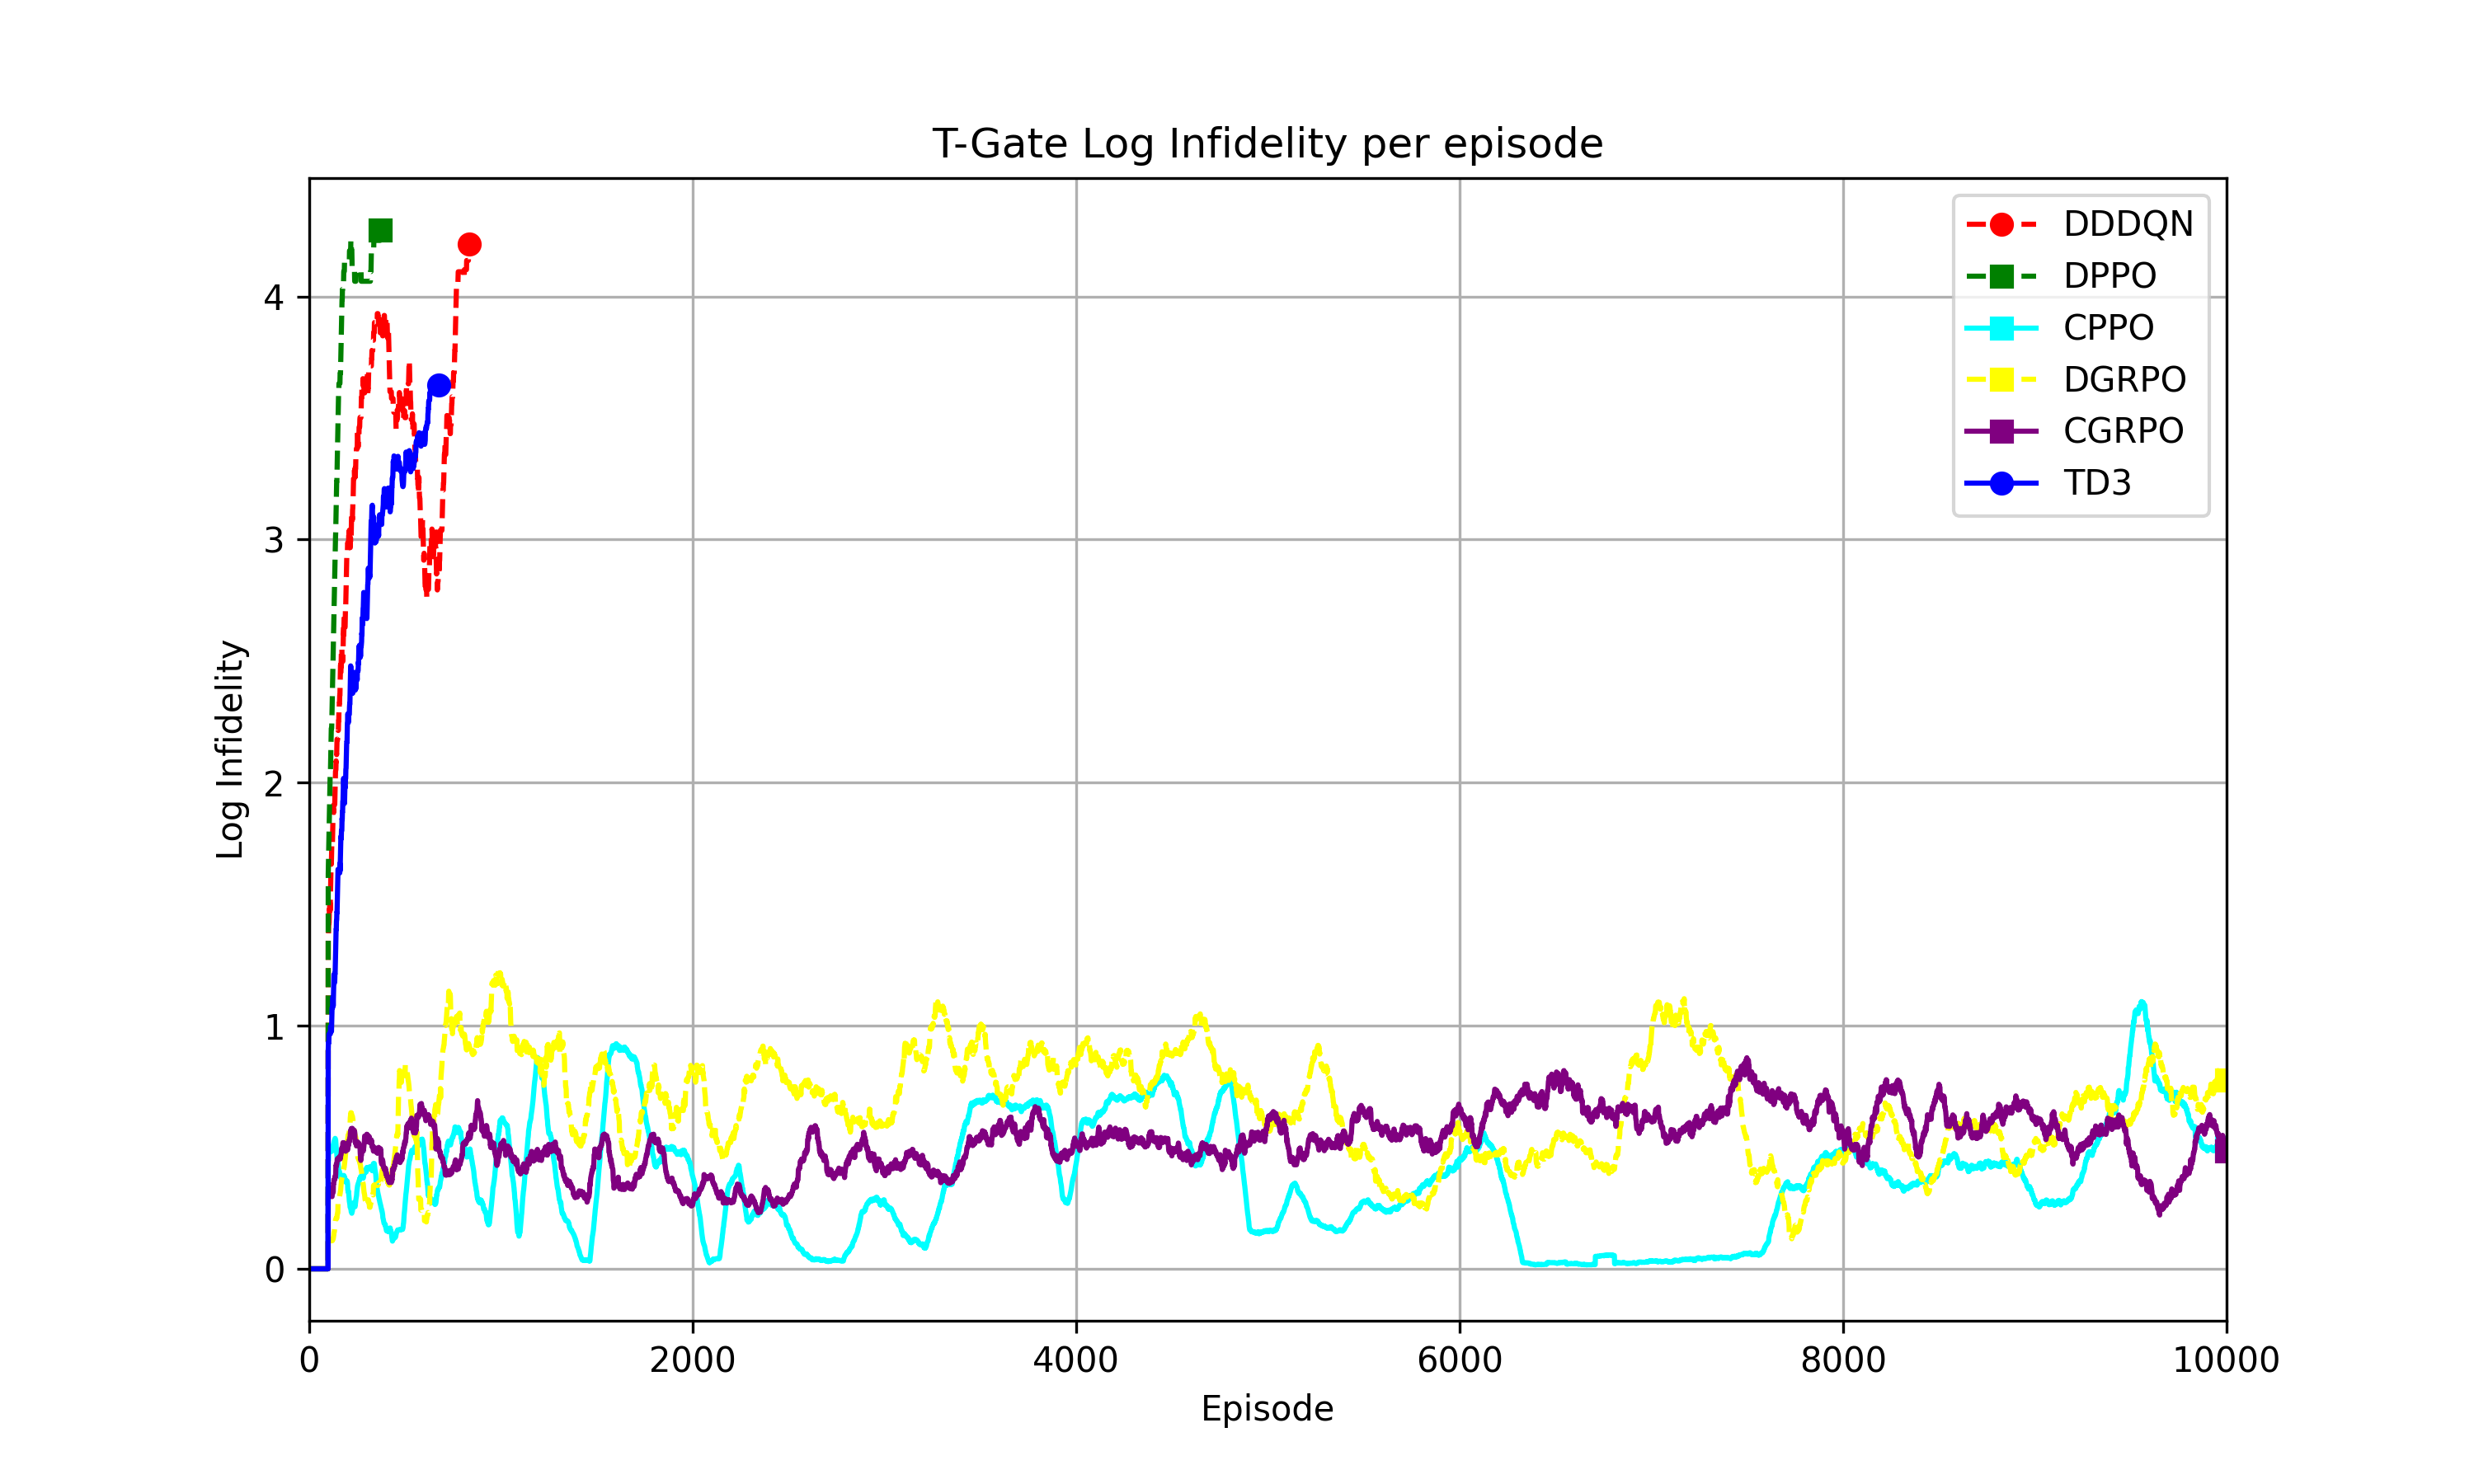 T-Gate Log Infidelity per episode
DDDQN
DPPO
CPPO
DGRPO
CGRPO
TD3
4
3
2
1
0
Log Infidelity
0 2000 4000 6000 8000 10000
Episode